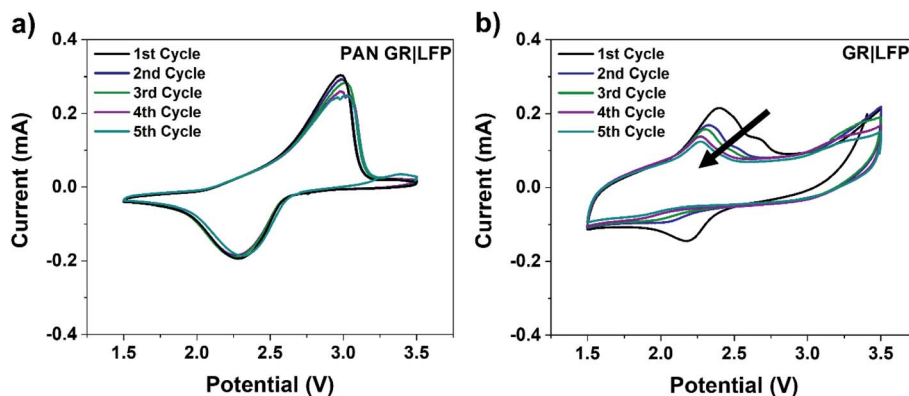 a)
PAN GR|LFP
1st Cycle
2nd Cycle
3rd Cycle
4th Cycle
5th Cycle
0.4
0.2
0.0
-0.2
-0.4
Current (mA)
1.5 2.0 2.5 3.0 3.5
Potential (V)
b)
GR|LFP
1st Cycle
2nd Cycle
3rd Cycle
4th Cycle
5th Cycle
0.4
0.2
0.0
-0.2
-0.4
Current (mA)
1.5 2.0 2.5 3.0 3.5
Potential (V)